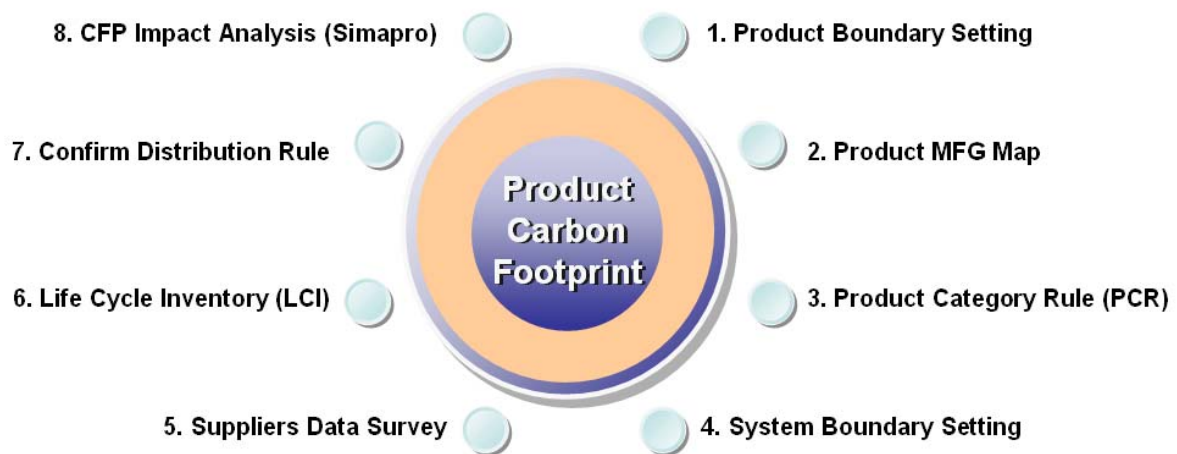 8. CFP Impact Analysis (Simapro)
1. Product Boundary Setting
7. Confirm Distribution Rule
2. Product MFG Map
Product
Carbon
Footprint
6. Life Cycle Inventory (LCI)
3. Product Category Rule (PCR)
5. Suppliers Data Survey
4. System Boundary Setting